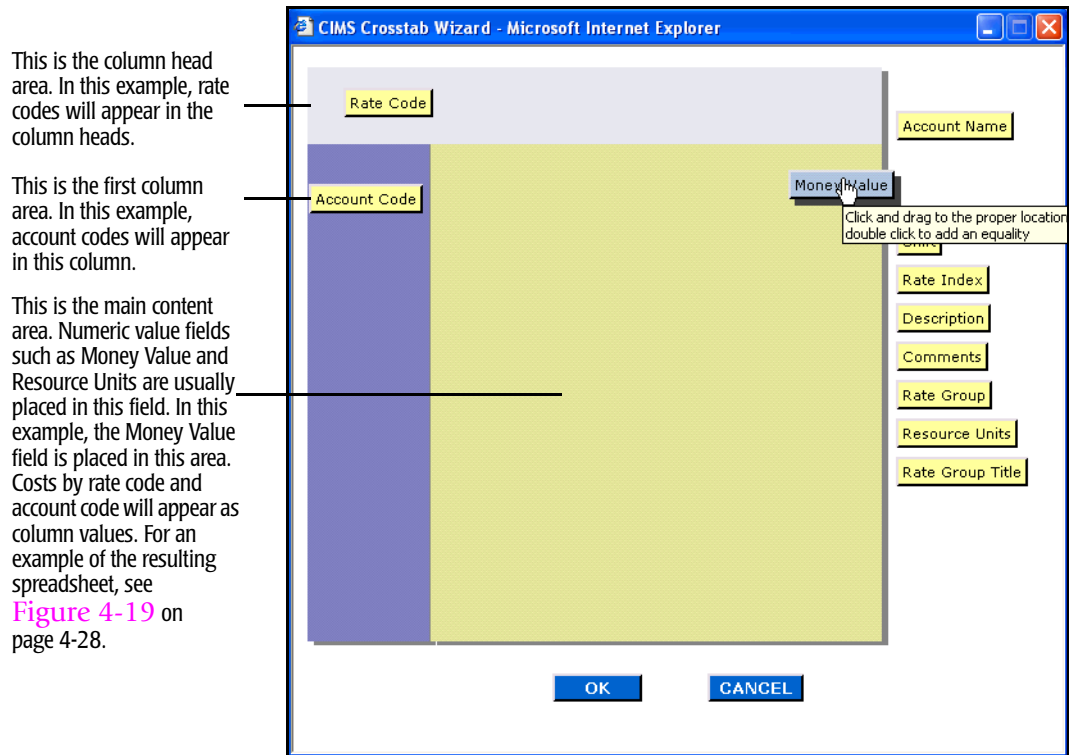 CIMS Crosstab Wizard - Microsoft Internet Explorer
This is the column head
area. In this example, rate
codes will appear in the
column heads.
This is the first column
area. In this example,
account codes will appear
in this column.
This is the main content
area. Numeric value fields
such as Money Value and
Resource Units are usually
placed in this field. In this
example, the Money Value
field is placed in this area.
Costs by rate code and
account code will appear as
column values. For an
example of the resulting
spreadsheet, see
Figure 4-19 on
page 4-28.
Rate Code
Account Name
Account Code
Money Value
Click and drag to the proper location
double click to add an equality
Rate Index
Description
Comments
Rate Group
Resource Units
Rate Group Title
OK
CANCEL